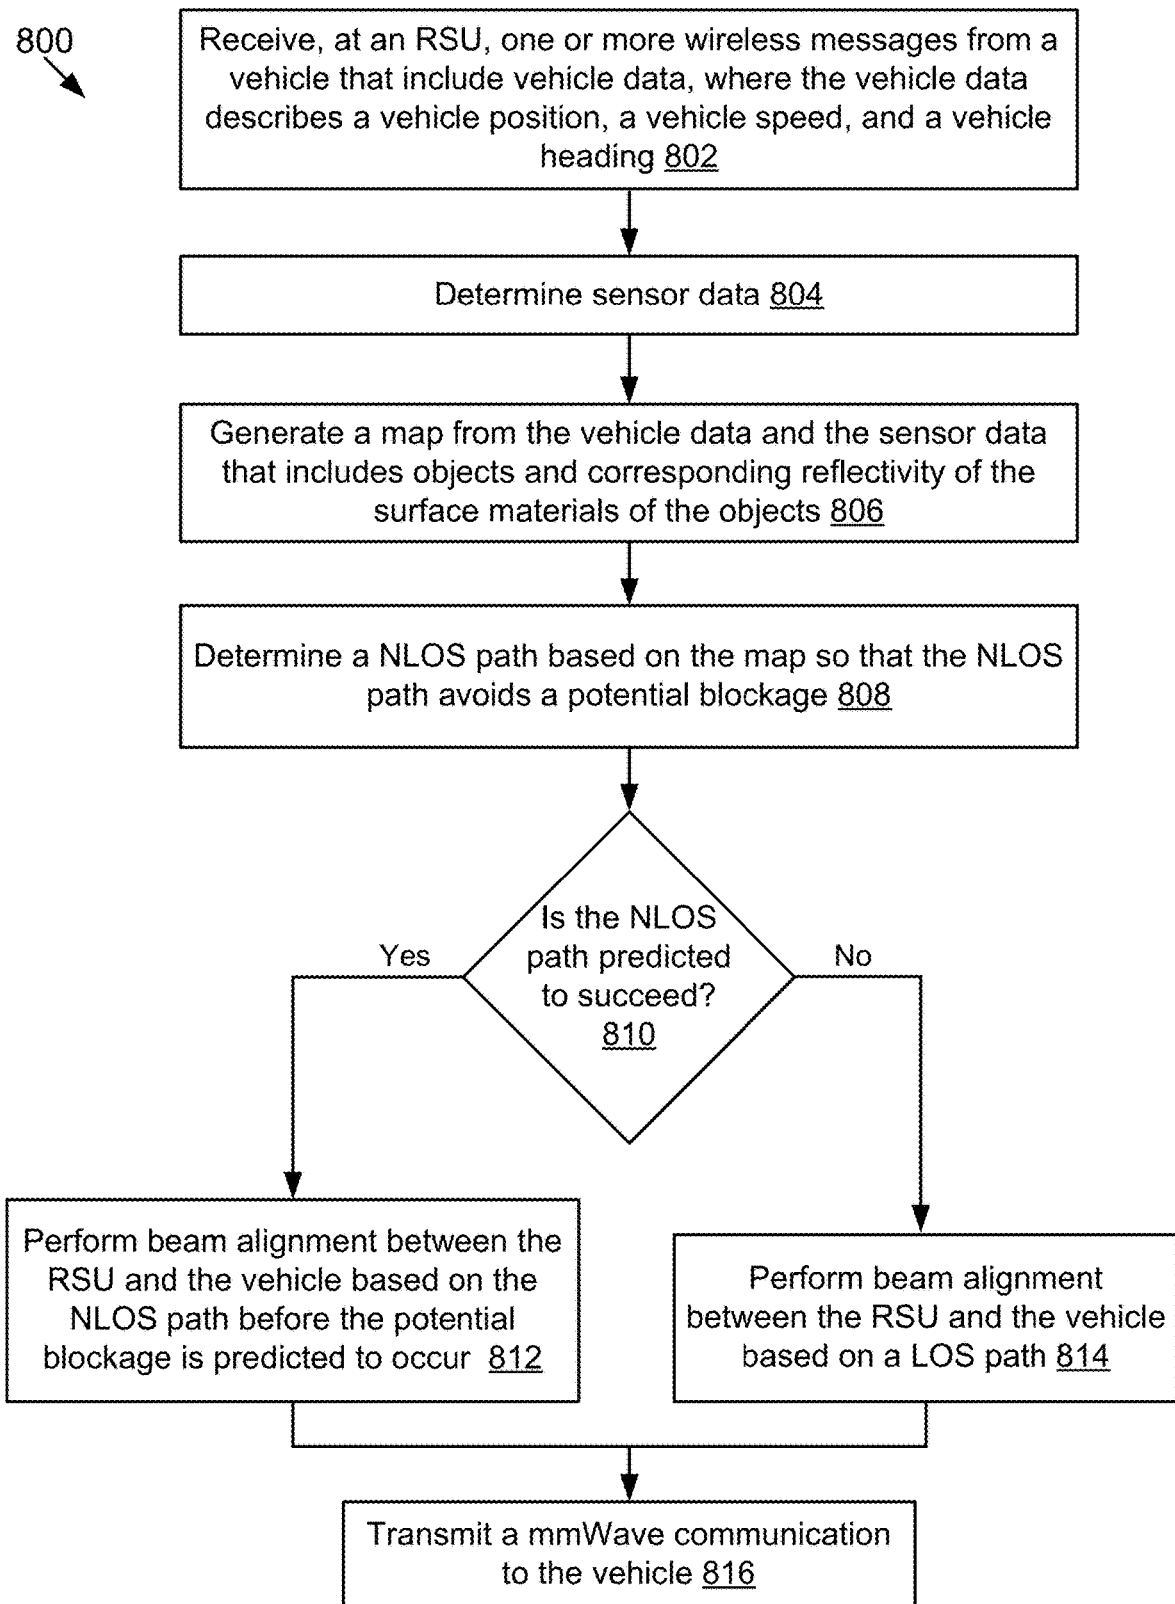 800
Receive, at an RSU, one or more wireless messages from a
vehicle that include vehicle data, where the vehicle data
describes a vehicle position, a vehicle speed, and a vehicle
heading 802
Determine sensor data 804
Generate a map from the vehicle data and the sensor data
that includes objects and corresponding reflectivity of the
surface materials of the objects 806
Determine a NLOS path based on the map so that the NLOS
path avoids a potential blockage 808
Is the NLOS
path predicted
to succeed?
810
Yes
No
Perform beam alignment between the
RSU and the vehicle based on the
NLOS path before the potential
blockage is predicted to occur 812
Perform beam alignment
between the RSU and the vehicle
based on a LOS path 814
Transmit a mmWave communication
to the vehicle 816